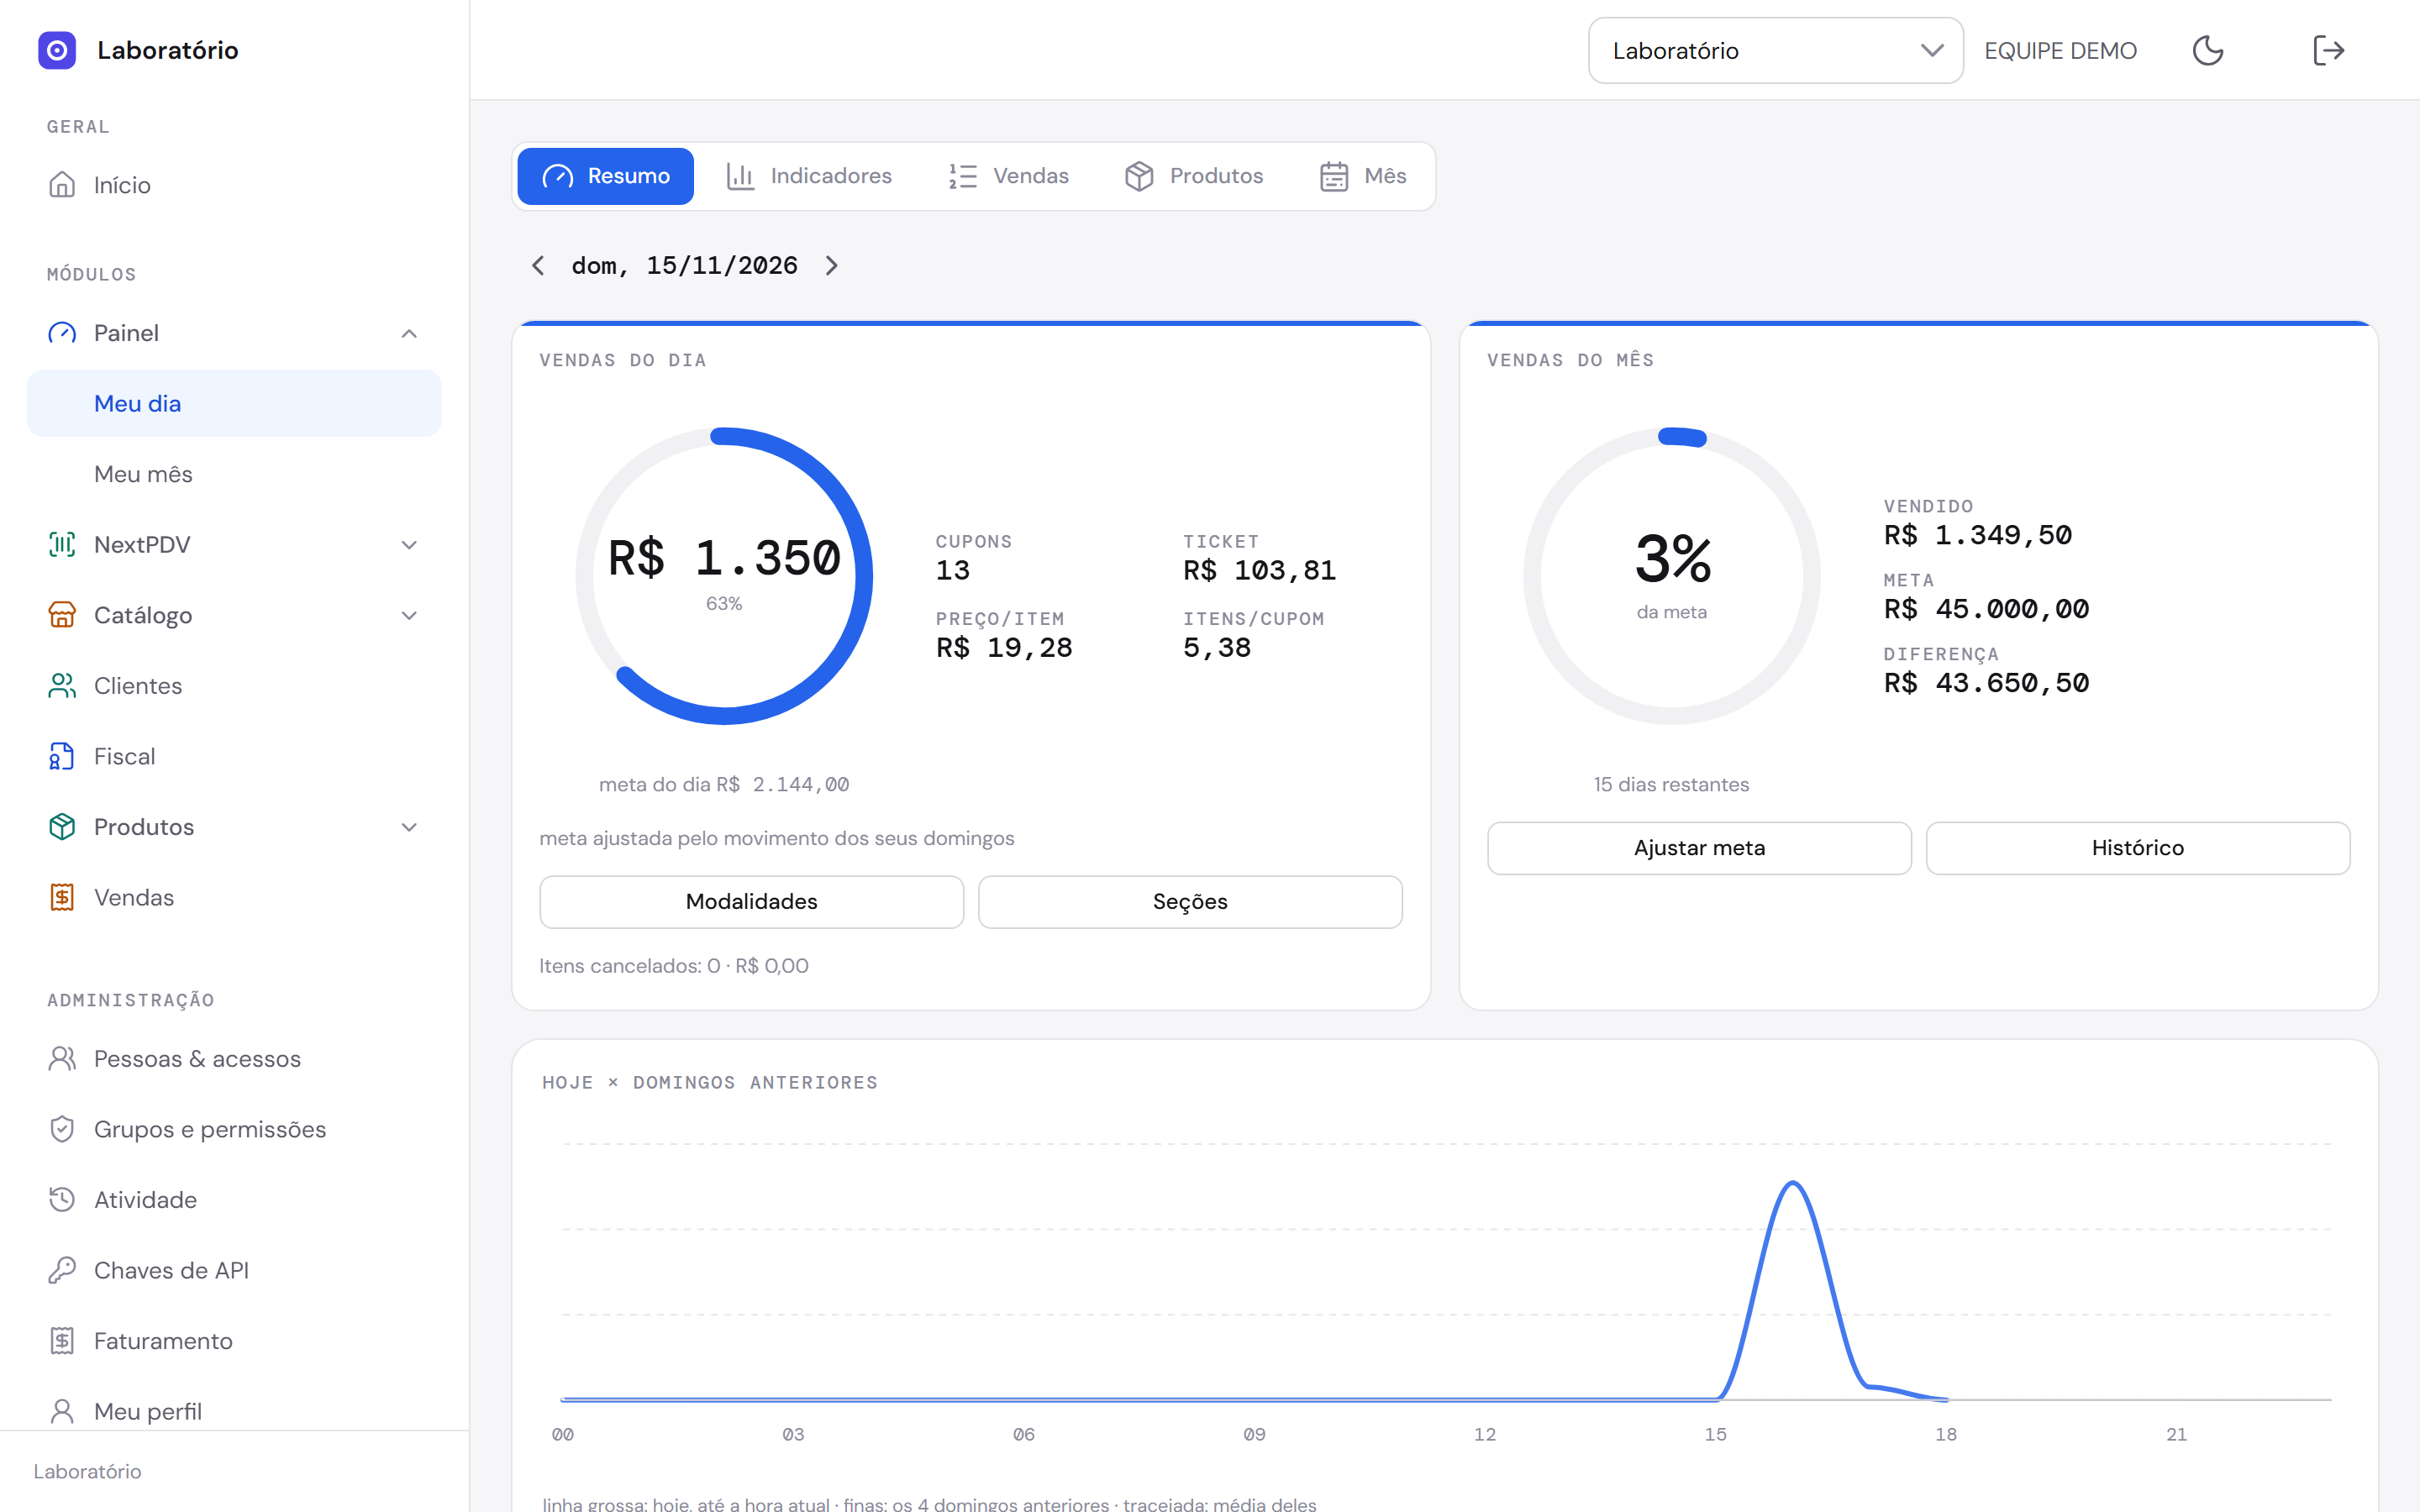 Laboratório
Laboratório
EQUIPE DEMO
GERAL
Início
MÓDULOS
Painel
Meu dia
Meu mês
NextPDV
Catálogo
Clientes
Fiscal
Produtos
Vendas
ADMINISTRAÇÃO
Pessoas & acessos
Grupos e permissões
Atividade
Chaves de API
Faturamento
Meu perfil
Laboratório
Resumo
Indicadores
Vendas
Produtos
Mês
dom, 15/11/2026
VENDAS DO DIA
R$ 1.350
63%
CUPONS
13
TICKET
R$ 103,81
PREÇO/ITEM
R$ 19,28
ITENS/CUPOM
5,38
meta do dia R$ 2.144,00
meta ajustada pelo movimento dos seus domingos
Modalidades
Seções
Itens cancelados: 0 · R$ 0,00
VENDAS DO MÊS
3%
da meta
VENDIDO
R$ 1.349,50
META
R$ 45.000,00
DIFERENÇA
R$ 43.650,50
15 dias restantes
Ajustar meta
Histórico
HOJE × DOMINGOS ANTERIORES
00 03 06 09 12 15 18 21
linha grossa: hoje, até a hora atual · finas: os 4 domingos anteriores · tracejada: média deles